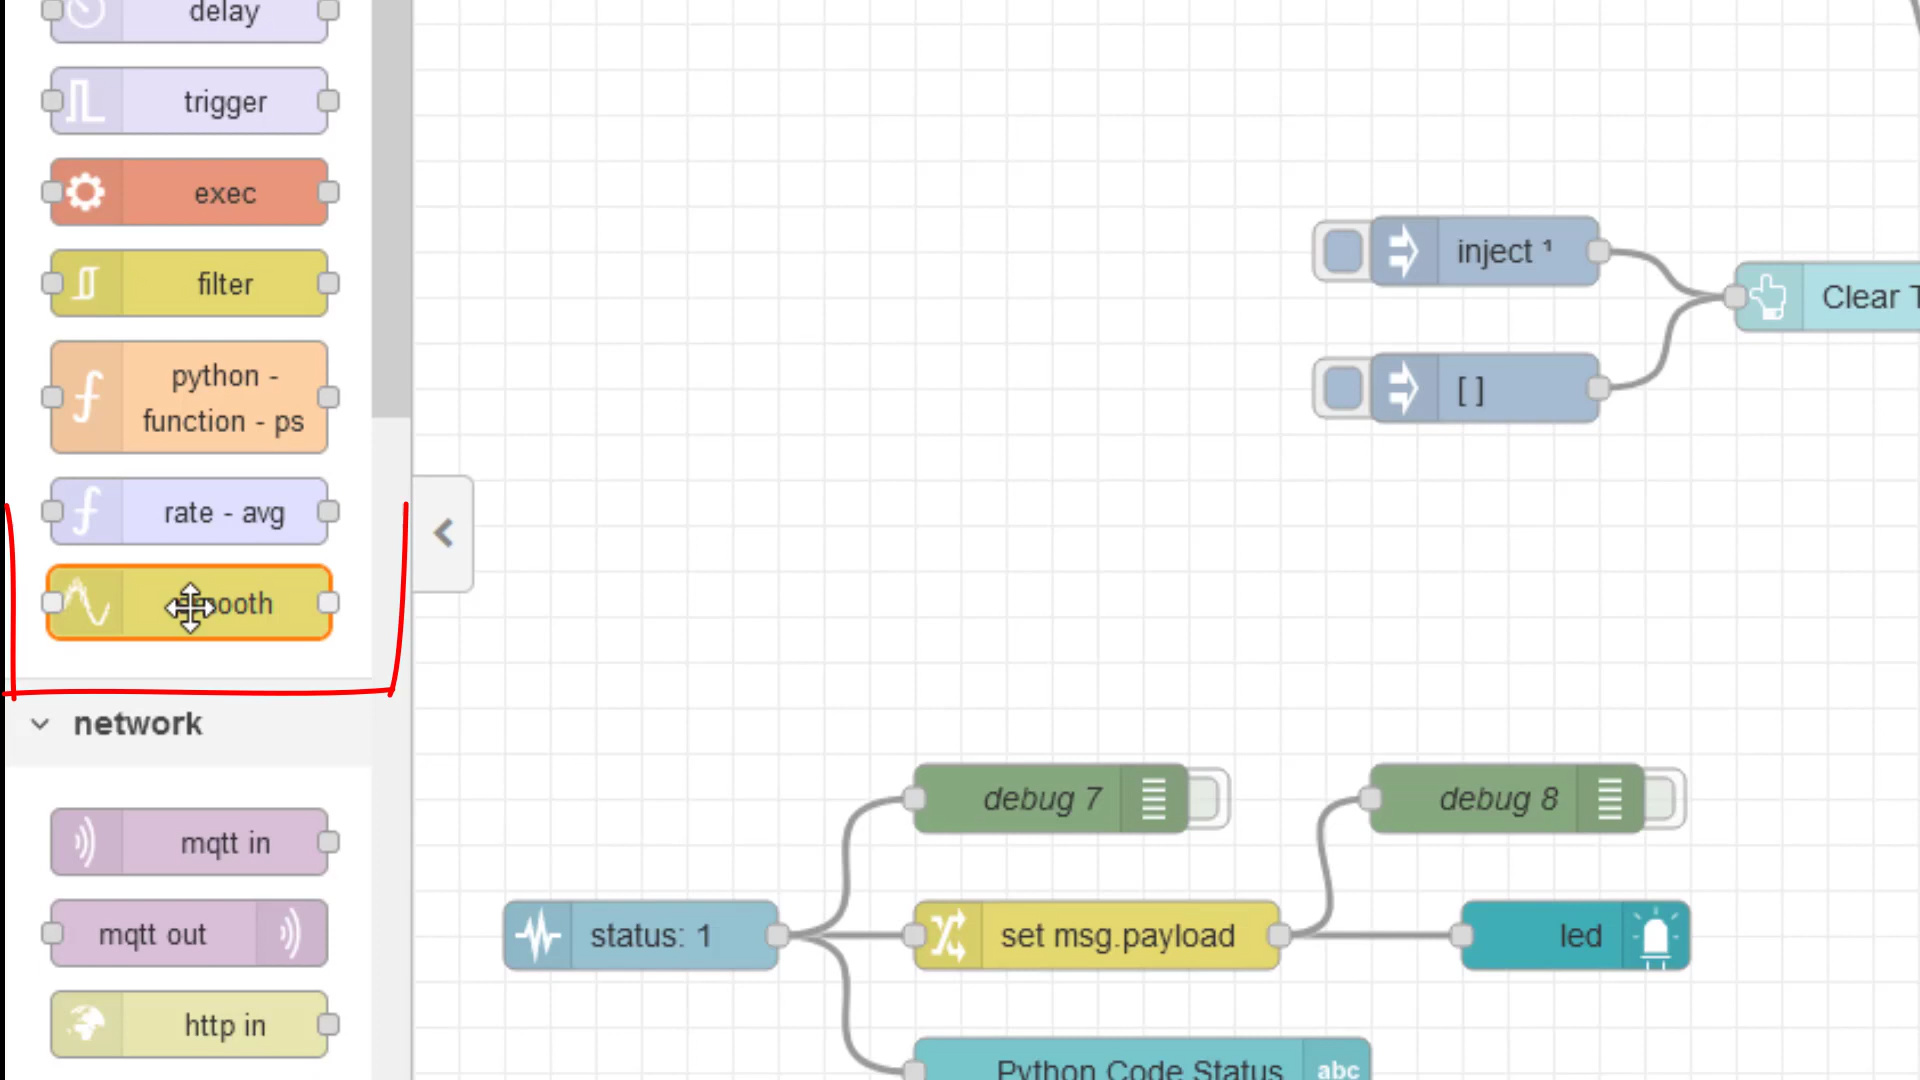 delay
trigger
exec
filter
python -
function - ps
rate - avg
network
mqtt in
mqtt out
http in
inject ¹
[ ]
Clear
debug 7
debug 8
status: 1
set msg.payload
led
Python Code Status
abc